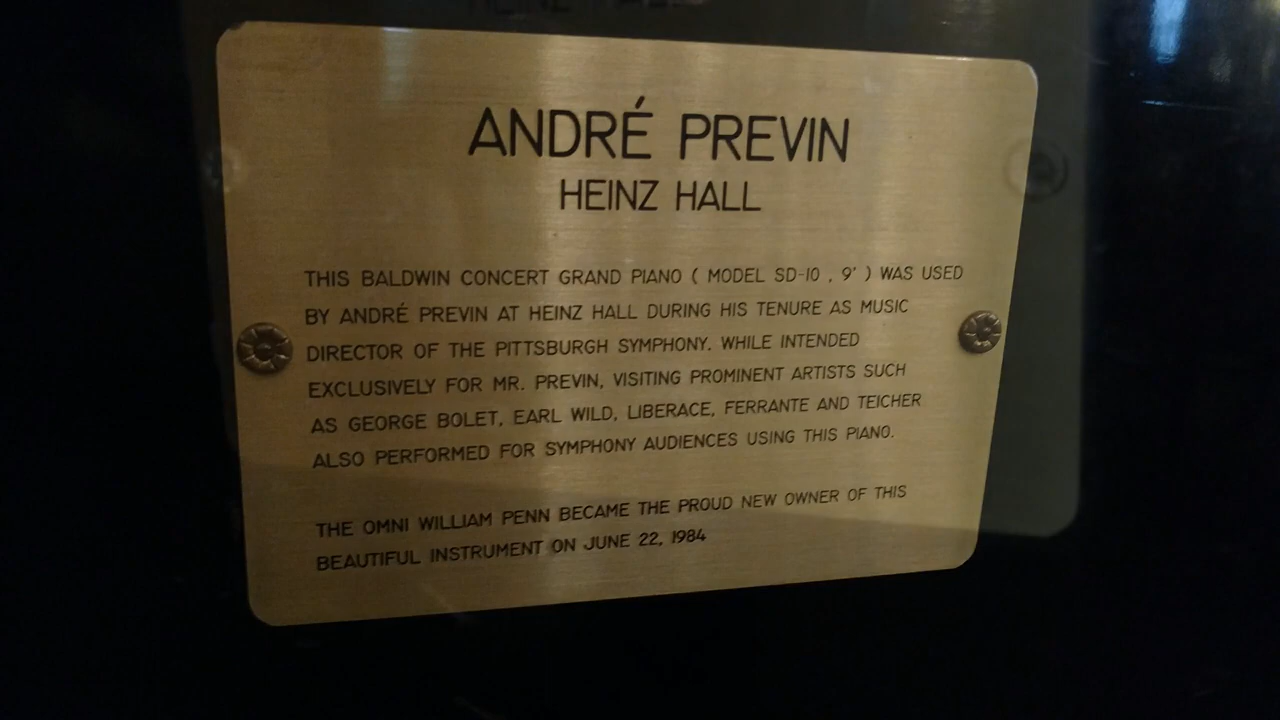 ANDRÉ PREVIN
HEINZ HALL
THIS BALDWIN CONCERT GRAND PIANO ( MODEL SD-10 , 9' ) WAS USED
BY ANDRÉ PREVIN AT HEINZ HALL DURING HIS TENURE AS MUSIC
DIRECTOR OF THE PITTSBURGH SYMPHONY. WHILE INTENDED
EXCLUSIVELY FOR MR. PREVIN, VISITING PROMINENT ARTISTS SUCH
AS GEORGE BOLET, EARL WILD, LIBERACE, FERRANTE AND TEICHER
ALSO PERFORMED FOR SYMPHONY AUDIENCES USING THIS PIANO.
THE OMNI WILLIAM PENN BECAME THE PROUD NEW OWNER OF THIS
BEAUTIFUL INSTRUMENT ON JUNE 22, 1984